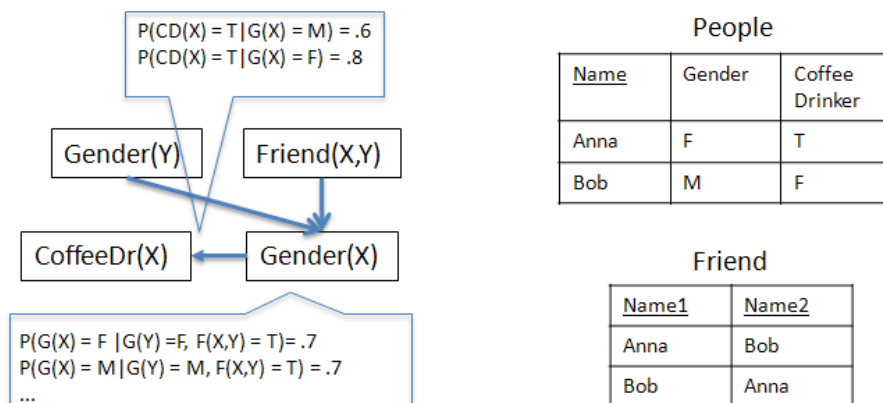 P(CD(X) = T|G(X) = M) = .6
P(CD(X) = T|G(X) = F) = .8
Gender(Y)
Friend(X,Y)
CoffeeDr(X)
Gender(X)
P(G(X) = F |G(Y) =F, F(X,Y) = T)= .7
P(G(X) = M|G(Y) = M, F(X,Y) = T) = .7
...
People
Name Gender Coffee
Drinker
Anna F T
Bob M F
Friend
Name1 Name2
Anna Bob
Bob Anna